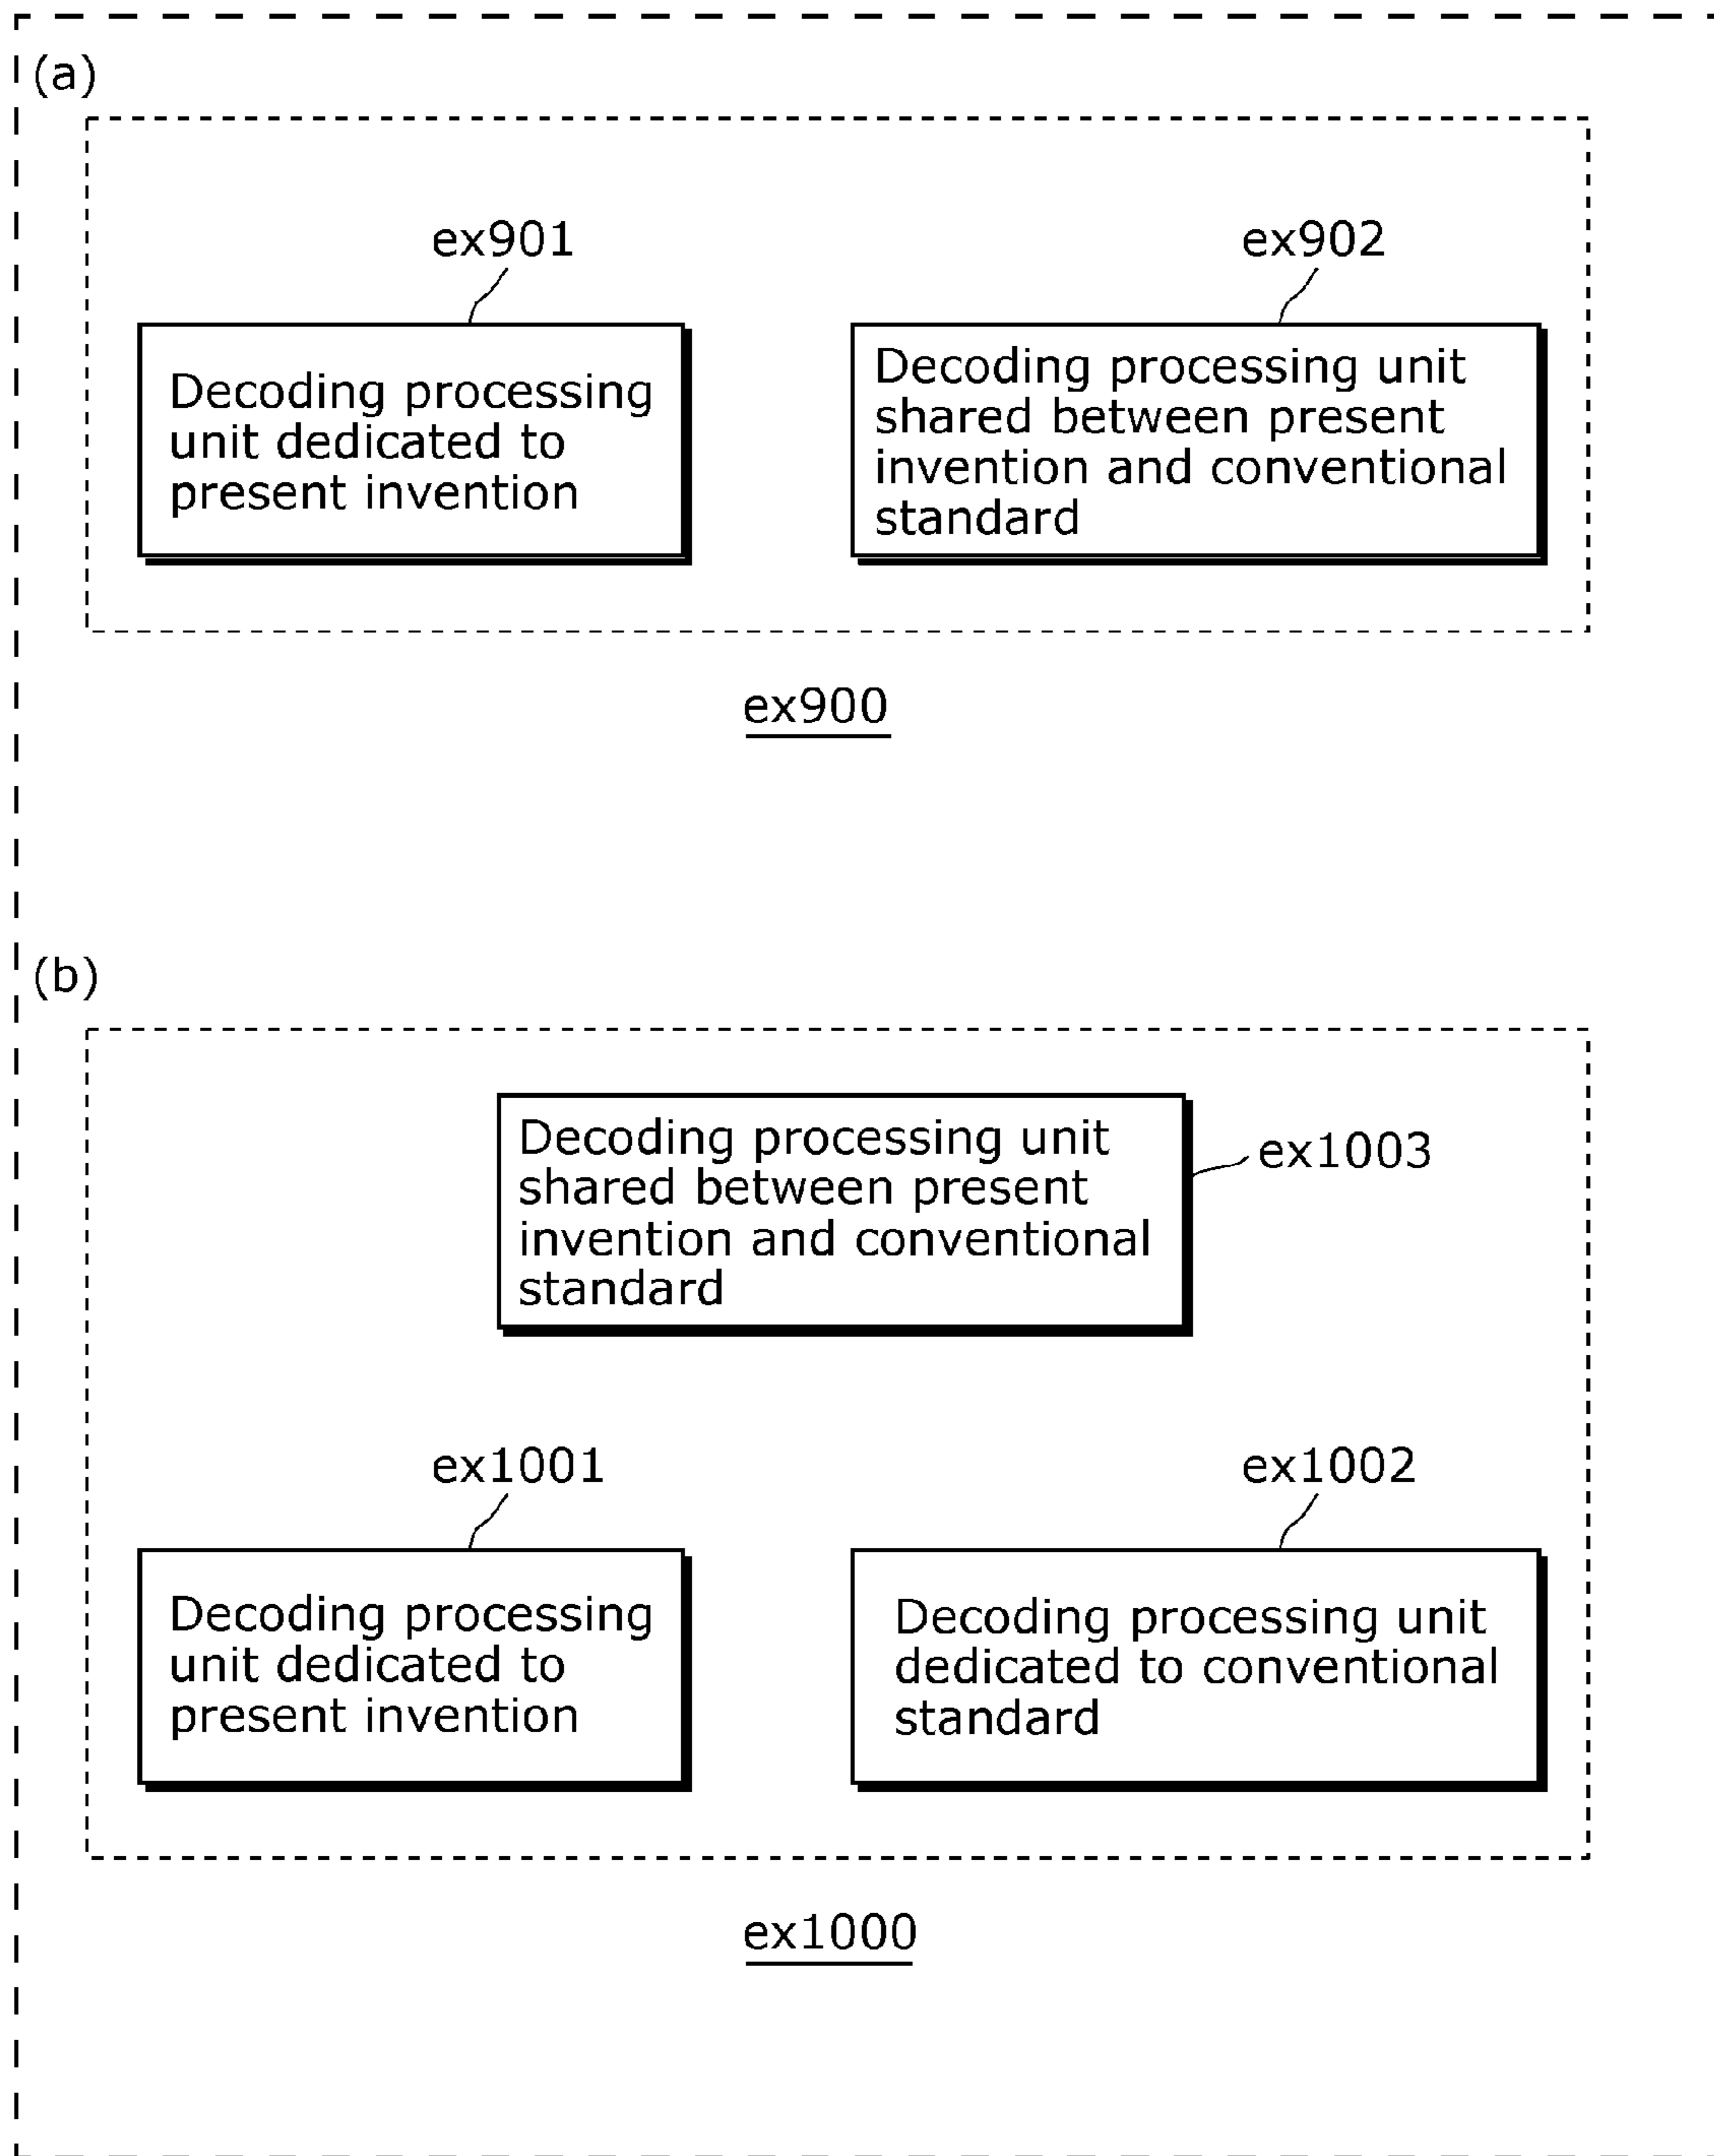 (a)
ex901
ex902
Decoding processing
unit dedicated to
present invention
Decoding processing unit
shared between present
invention and conventional
standard
ex900
(b)
Decoding processing unit
shared between present
invention and conventional
standard
ex1003
ex1001
ex1002
Decoding processing
unit dedicated to
present invention
Decoding processing unit
dedicated to conventional
standard
ex1000